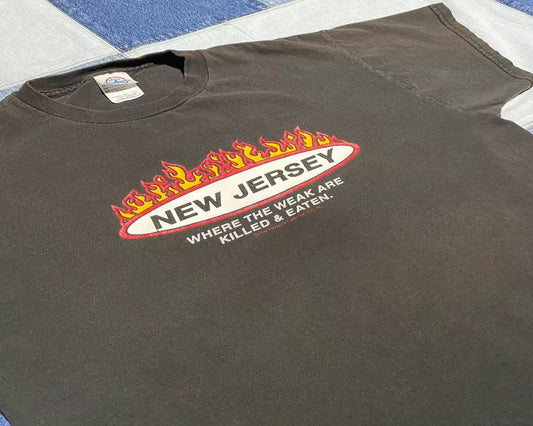 NEW JERSEY
WHERE THE WEAK ARE
KILLED & EATEN.